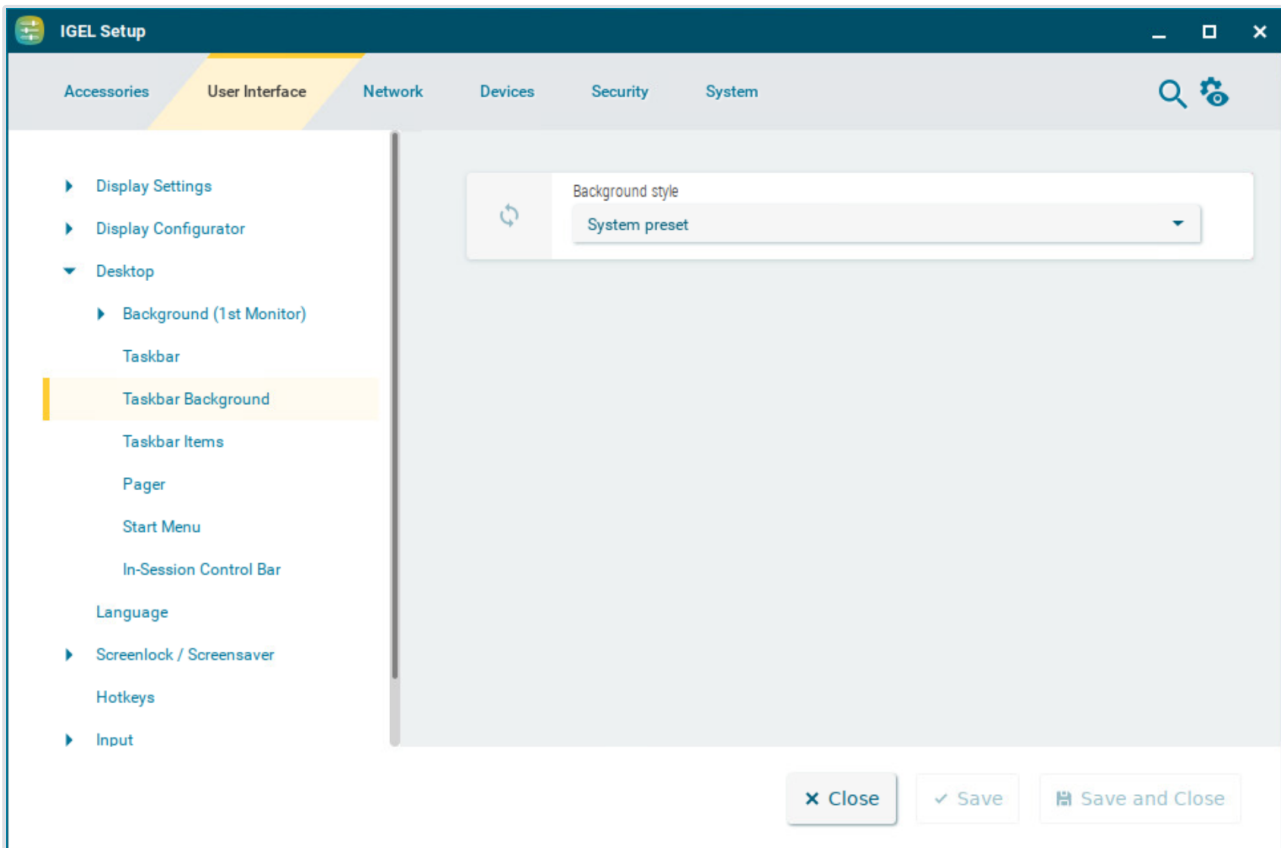 IGEL Setup
Accessories User Interface Network Devices Security System
Display Settings
Display Configurator
Desktop
Background (1st Monitor)
Taskbar
Taskbar Background
Taskbar Items
Pager
Start Menu
In-Session Control Bar
Language
Screenlock / Screensaver
Hotkeys
Input
Background style
System preset
Close Save Save and Close